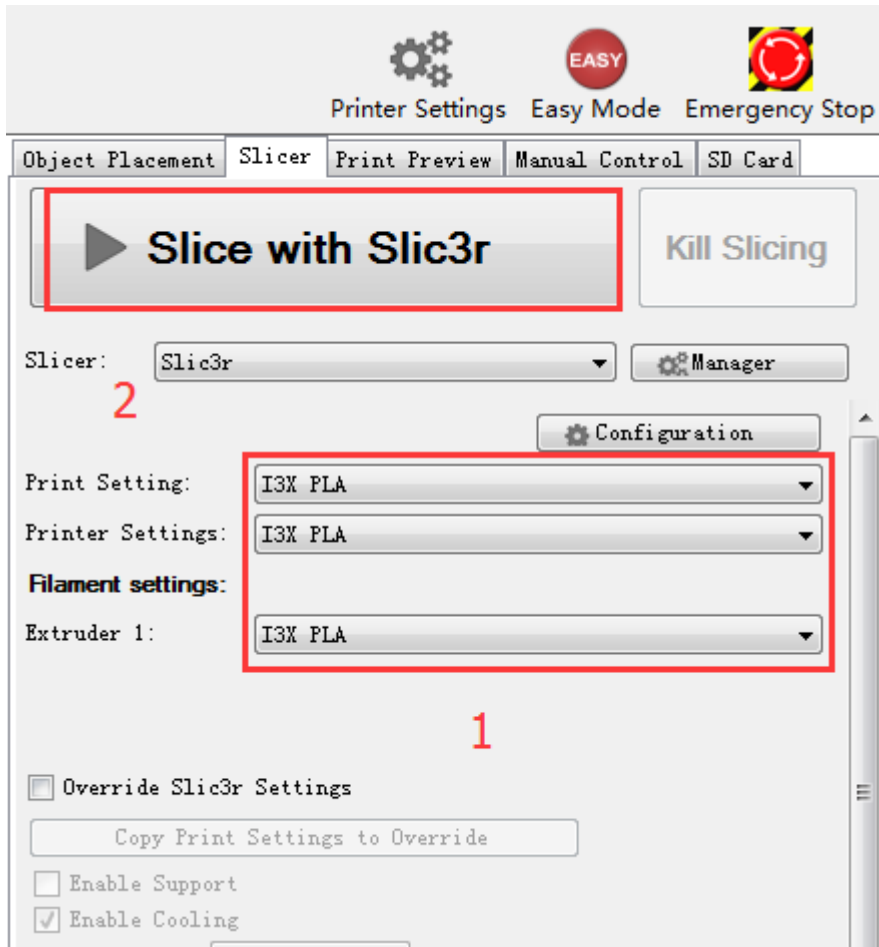 EASY
Printer Settings Easy Mode Emergency Stop
Object Placement Slicer Print Preview Manual Control SD Card
Slice with Slic3r Kill Slicing
Slicer: Slic3r Manager
2
Configuration
Print Setting: I3X PLA
Printer Settings: I3X PLA
Filament settings:
Extruder 1: I3X PLA
1
Override Slic3r Settings
Copy Print Settings to Override
Enable Support
Enable Cooling